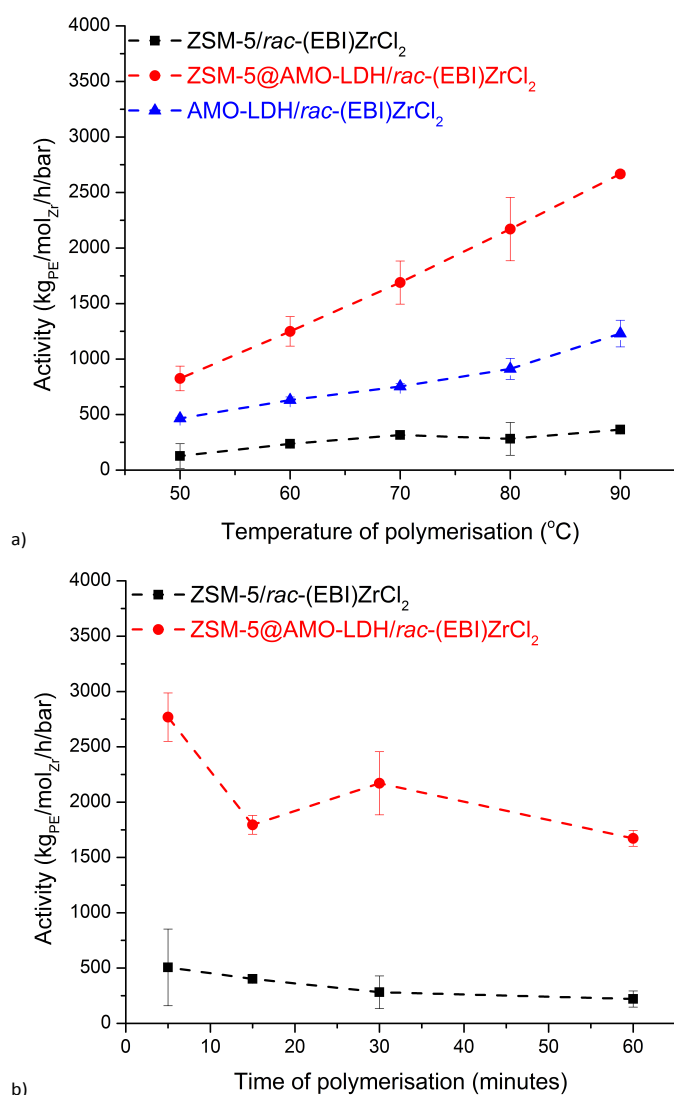 ZSM-5/rac-(EBI)ZrCl2
ZSM-5@AMO-LDH/rac-(EBI)ZrCl2
AMO-LDH/rac-(EBI)ZrCl2
Activity (kgPE/molZr/h/bar)
4000
3500
3000
2500
2000
1500
1000
500
0
50 60 70 80 90
Temperature of polymerisation (°C)
a)
ZSM-5/rac-(EBI)ZrCl2
ZSM-5@AMO-LDH/rac-(EBI)ZrCl2
Activity (kgPE/molZr/h/bar)
4000
3500
3000
2500
2000
1500
1000
500
0
0 10 20 30 40 50 60
Time of polymerisation (minutes)
b)